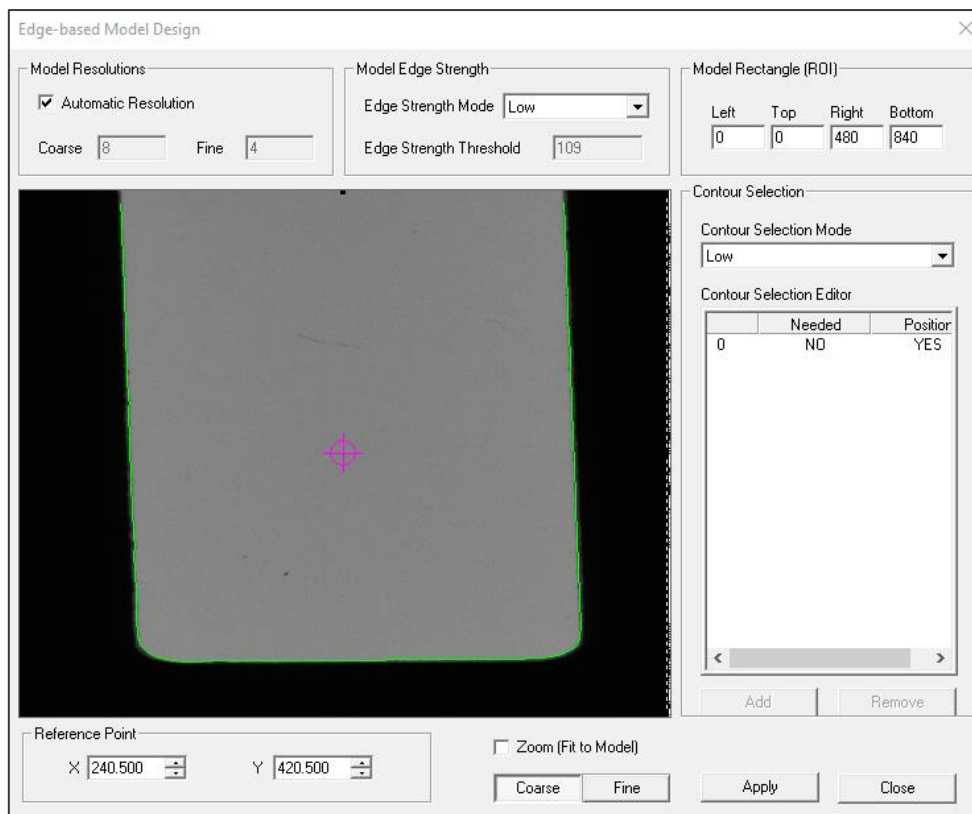 Edge-based Model Design
Model Resolutions
Automatic Resolution
Coarse 8 Fine 4
Model Edge Strength
Edge Strength Mode Low
Edge Strength Threshold 109
Model Rectangle (ROI)
Left Top Right Bottom
0 0 480 840
Contour Selection
Contour Selection Mode
Low
Contour Selection Editor
Needed Position
0 NO YES
Add Remove
Reference Point
X 240.500 Y 420.500
Zoom (Fit to Model)
Coarse Fine Apply Close